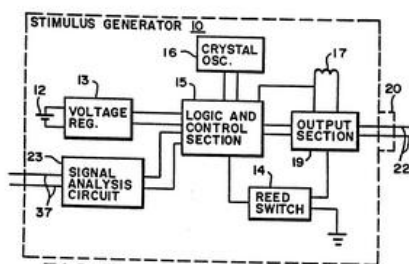 STIMULUS GENERATOR 10
16
CRYSTAL
OSC.
17
13
15
12
VOLTAGE
REG.
LOGIC AND
CONTROL
SECTION
OUTPUT
SECTION
20
19
22
23
SIGNAL
ANALYSIS
CIRCUIT
37
14
REED
SWITCH